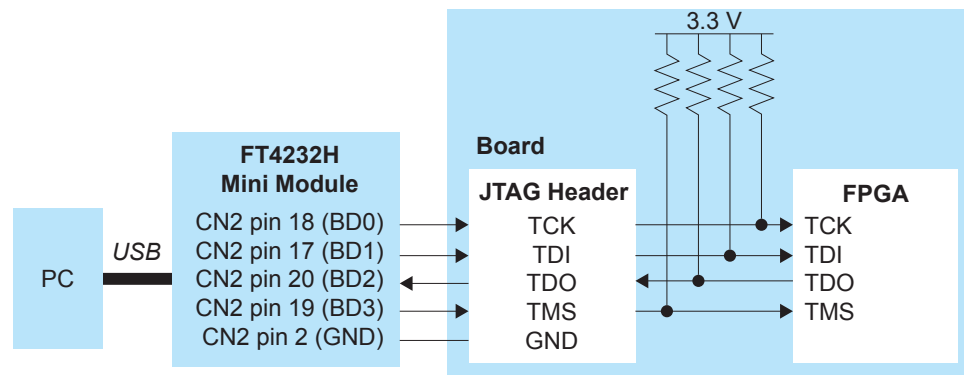 3.3 V
Board
FT4232H
Mini Module
JTAG Header
FPGA
PC
USB
CN2 pin 18 (BD0)
TCK
TCK
CN2 pin 17 (BD1)
TDI
TDI
CN2 pin 20 (BD2)
TDO
TDO
CN2 pin 19 (BD3)
TMS
TMS
CN2 pin 2 (GND)
GND